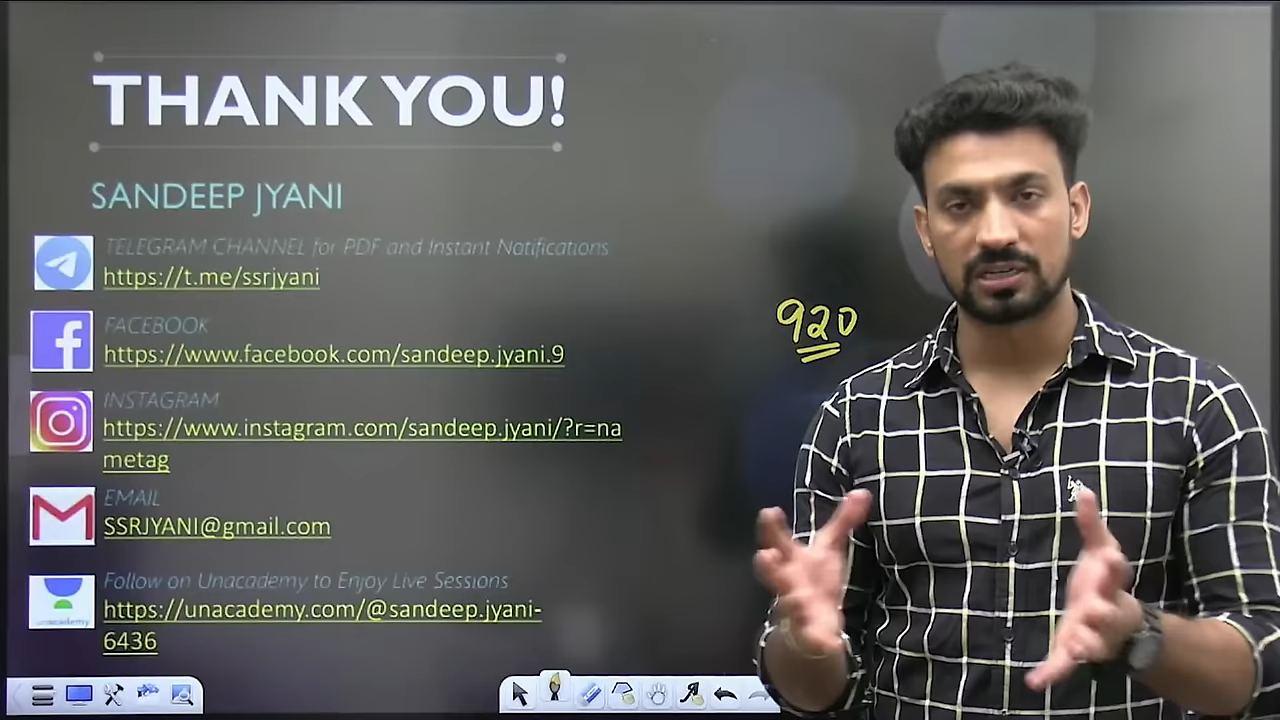 THANK YOU!
SANDEEP JYANI
TELEGRAM CHANNEL for PDF and Instant Notifications
https://t.me/ssrjyani
FACEBOOK
https://www.facebook.com/sandeep.jyani.9
INSTAGRAM
https://www.instagram.com/sandeep.jyani/?r=na
metag
EMAIL
SSRJYANI@gmail.com
Follow on Unacademy to Enjoy Live Sessions
https://unacademy.com/@sandeep.jyani-
6436
unacademy
920